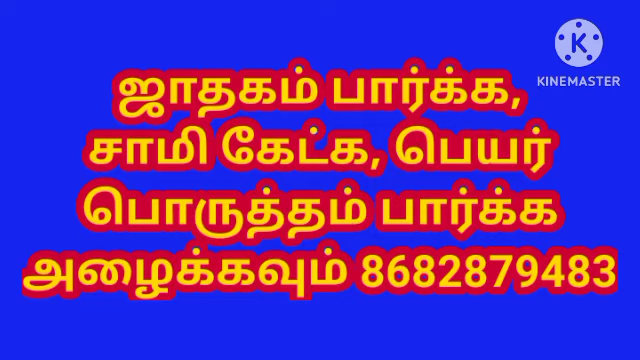 KINEMASTER
ஜாதகம் பார்க்க,
சாமி கேட்க, பெயர்
பொருத்தம் பார்க்க
அழைக்கவும் 8682879483